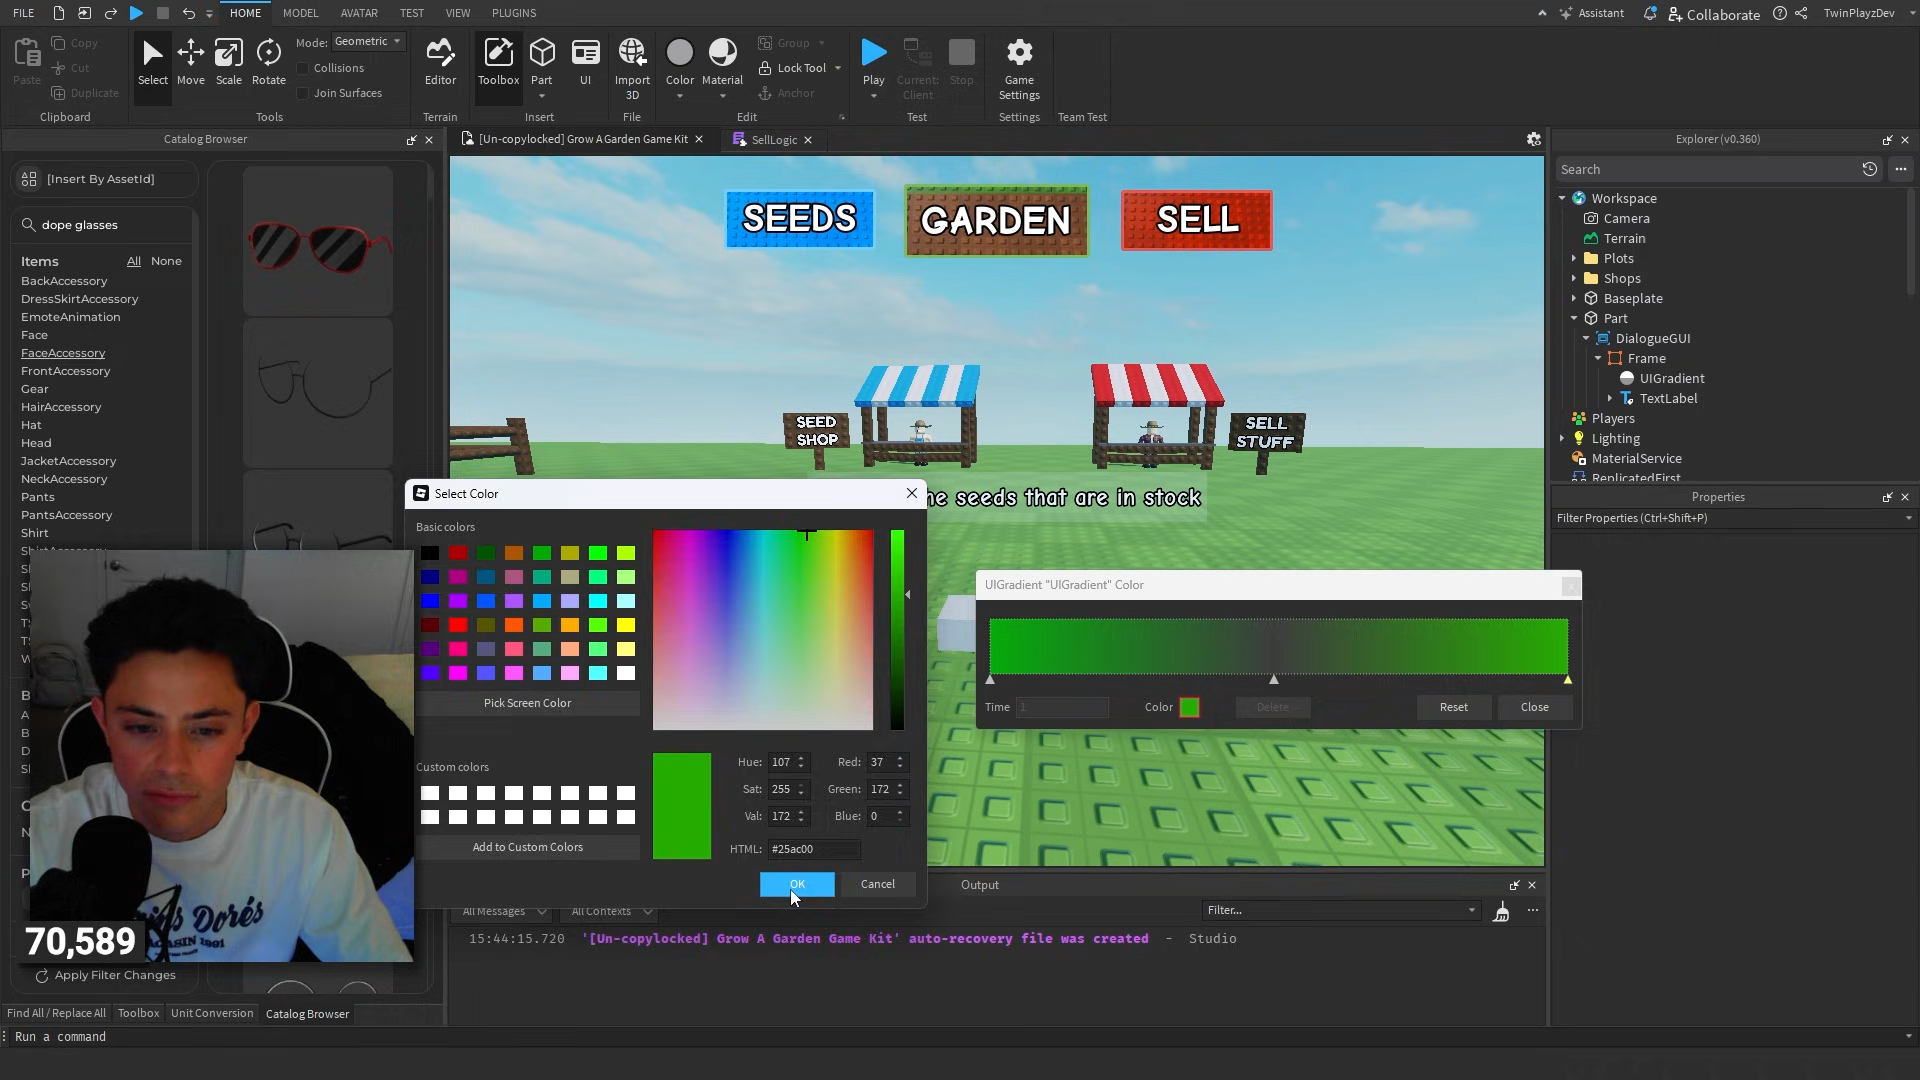 FILE
HOME
MODEL
AVATAR
TEST
VIEW
PLUGINS
Assistant
Collaborate
TwinPlayzDev
Paste
Copy
Cut
Duplicate
Clipboard
Select
Move
Scale
Rotate
Mode: Geometric
Collisions
Join Surfaces
Tools
Editor
Terrain
Toolbox
Part
UI
Insert
Import
3D
File
Color
Material
Group
Lock Tool
Anchor
Edit
Play
Current:
Client
Stop
Test
Game
Settings
Settings
Team Test
Catalog Browser
[Insert By AssetId]
dope glasses
Items
All
None
BackAccessory
DressSkirtAccessory
EmoteAnimation
Face
FaceAccessory
FrontAccessory
Gear
HairAccessory
Hat
Head
JacketAccessory
NeckAccessory
Pants
PantsAccessory
Shirt
Apply Filter Changes
Find All / Replace All
Toolbox
Unit Conversion
Catalog Browser
Run a command
[Un-copylocked] Grow A Garden Game Kit
SellLogic
SEEDS
GARDEN
SELL
SEED
SHOP
SELL
STUFF
he seeds that are in stock
Select Color
Basic colors
Pick Screen Color
Custom colors
Add to Custom Colors
Hue: 107
Red: 37
Sat: 255
Green: 172
Val: 172
Blue: 0
HTML: #25ac00
OK
Cancel
UIGradient "UIGradient" Color
Time 1
Color
Delete
Reset
Close
Output
All Messages
All Contexts
Filter...
15:44:15.720 '[Un-copylocked] Grow A Garden Game Kit' auto-recovery file was created - Studio
Explorer (v0.360)
Search
Workspace
Camera
Terrain
Plots
Shops
Baseplate
Part
DialogueGUI
Frame
UIGradient
TextLabel
Players
Lighting
MaterialService
ReplicatedFirst
Properties
Filter Properties (Ctrl+Shift+P)
Dorés
70,589